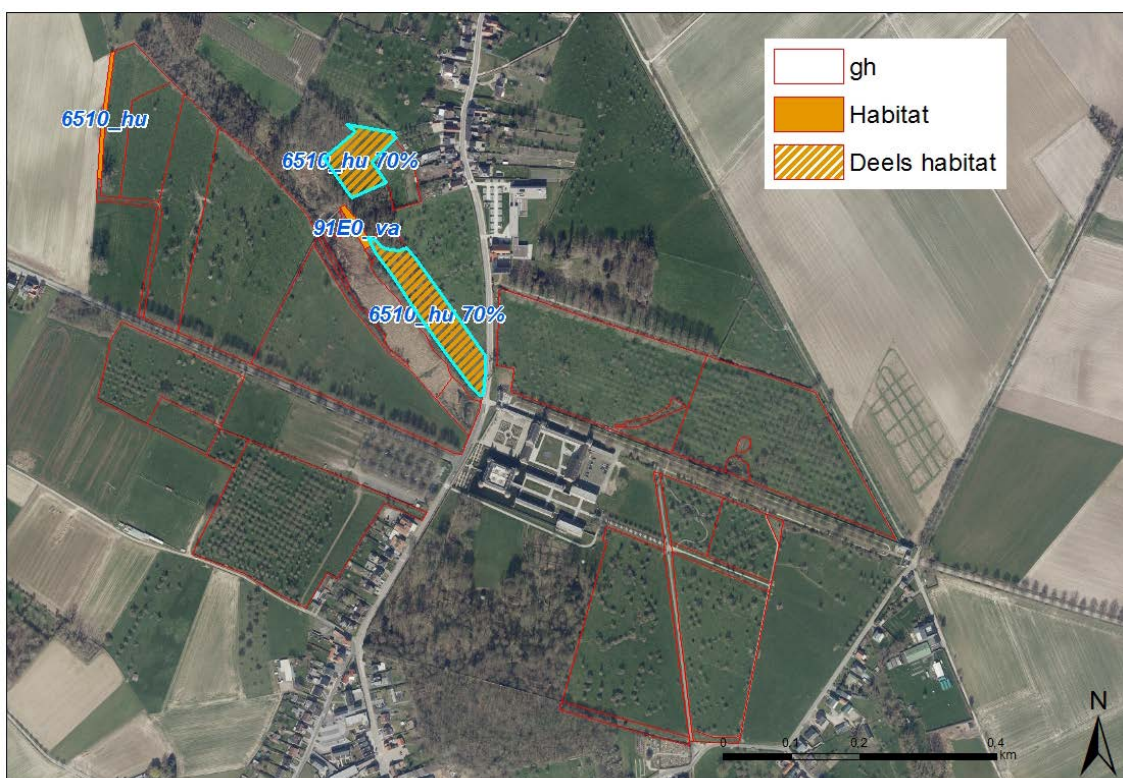 gh
Habitat
Deels habitat
6510_hu
6510_hu 70%
91E0_va
6510_hu 70%
N
0 0,1 0,2 0,4
km